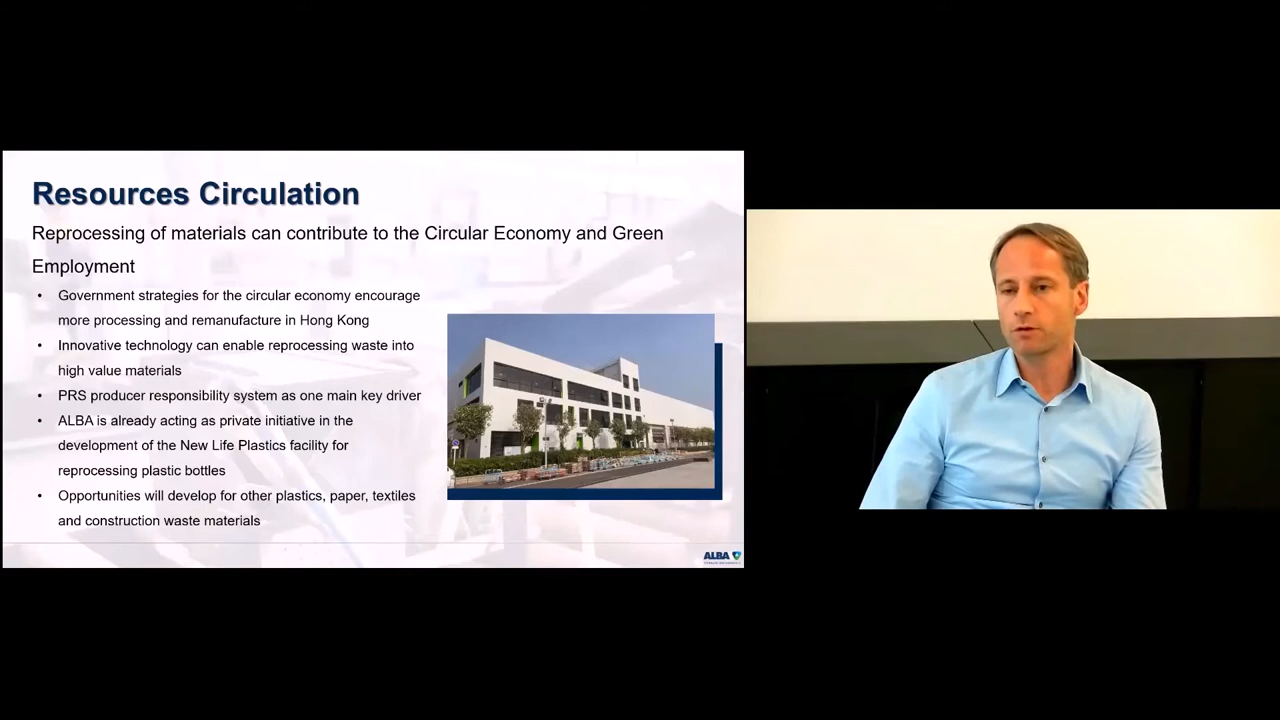 Resources Circulation
Reprocessing of materials can contribute to the Circular Economy and Green
Employment
• Government strategies for the circular economy encourage
more processing and remanufacture in Hong Kong
• Innovative technology can enable reprocessing waste into
high value materials
• PRS producer responsibility system as one main key driver
• ALBA is already acting as private initiative in the
development of the New Life Plastics facility for
reprocessing plastic bottles
• Opportunities will develop for other plastics, paper, textiles
and construction waste materials
ALBA